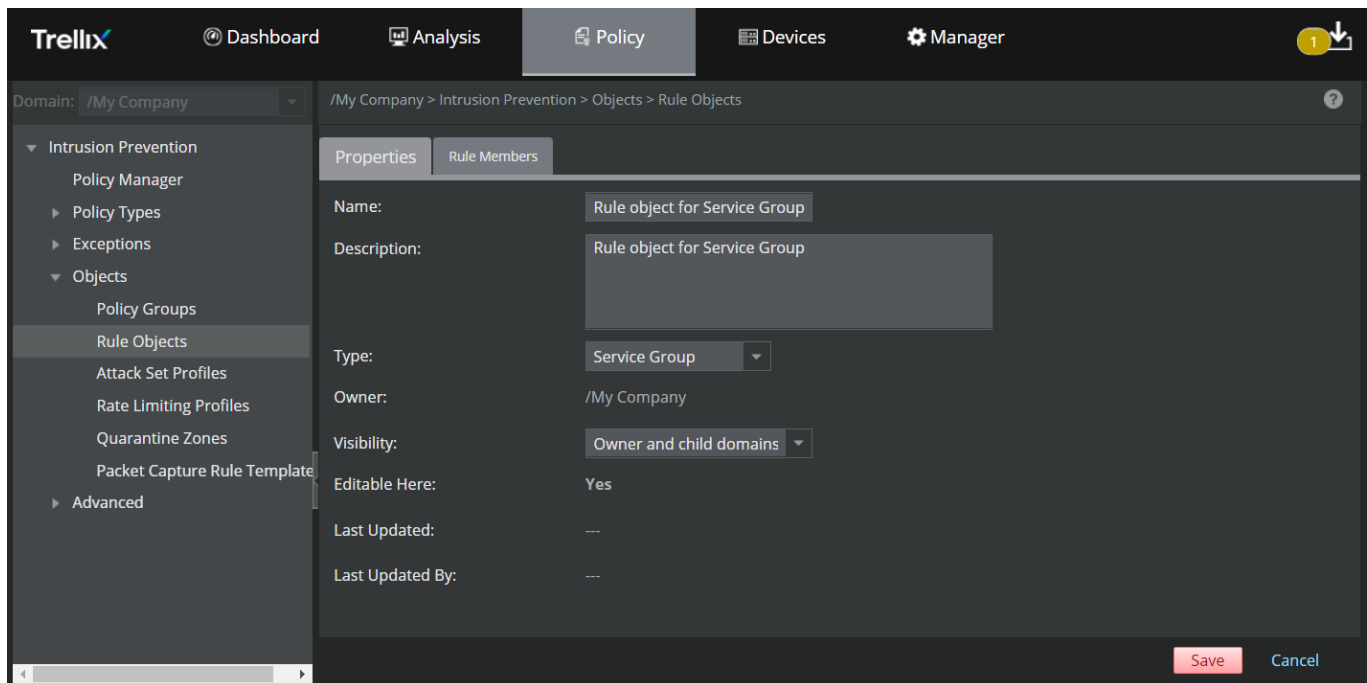 Trellix
Dashboard
Analysis
Policy
Devices
Manager
1
Domain: /My Company
/My Company > Intrusion Prevention > Objects > Rule Objects
?
Intrusion Prevention
Policy Manager
Policy Types
Exceptions
Objects
Policy Groups
Rule Objects
Attack Set Profiles
Rate Limiting Profiles
Quarantine Zones
Packet Capture Rule Template
Advanced
Properties
Rule Members
Name: Rule object for Service Group
Description: Rule object for Service Group
Type: Service Group
Owner: /My Company
Visibility: Owner and child domains
Editable Here: Yes
Last Updated: ---
Last Updated By: ---
Save
Cancel